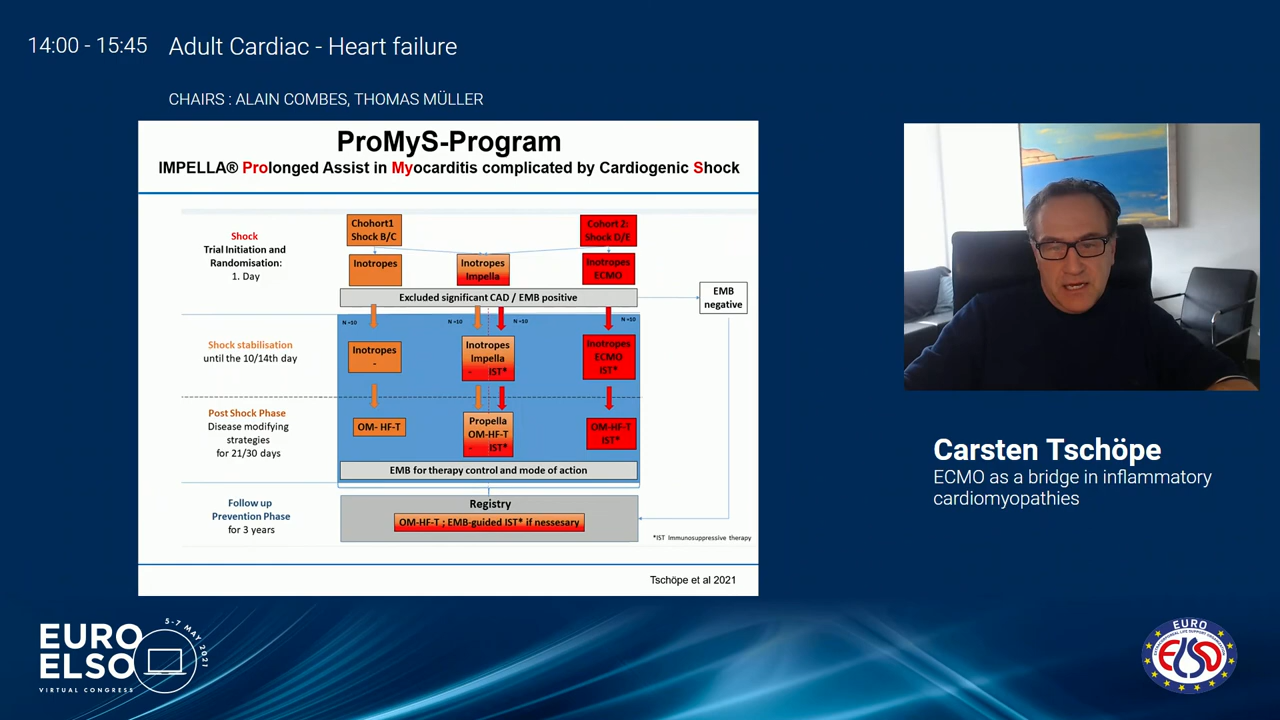 14:00 - 15:45 Adult Cardiac - Heart failure
CHAIRS : ALAIN COMBES, THOMAS MÜLLER
ProMyS-Program
IMPELLA® Prolonged Assist in Myocarditis complicated by Cardiogenic Shock
Shock
Trial Initiation and
Randomisation:
1. Day
Chohort1
Shock B/C
Cohort 2:
Shock D/E
Inotropes
Inotropes
Impella
Inotropes
ECMO
Excluded significant CAD / EMB positive
EMB
negative
N =10
N =10
N =10
N =10
Shock stabilisation
until the 10/14th day
Inotropes
-
Inotropes
Impella
- IST*
Inotropes
ECMO
IST*
Post Shock Phase
Disease modifying
strategies
for 21/30 days
OM- HF-T
Propella
OM-HF-T
- IST*
OM-HF-T
IST*
EMB for therapy control and mode of action
Follow up
Prevention Phase
for 3 years
Registry
OM-HF-T ; EMB-guided IST* if nessesary
*IST Immunosuppressive therapy
Tschöpe et al 2021
Carsten Tschöpe
ECMO as a bridge in inflammatory
cardiomyopathies
EURO
ELSO
VIRTUAL CONGRESS
5-7 MAY 2021
EURO
ELSO